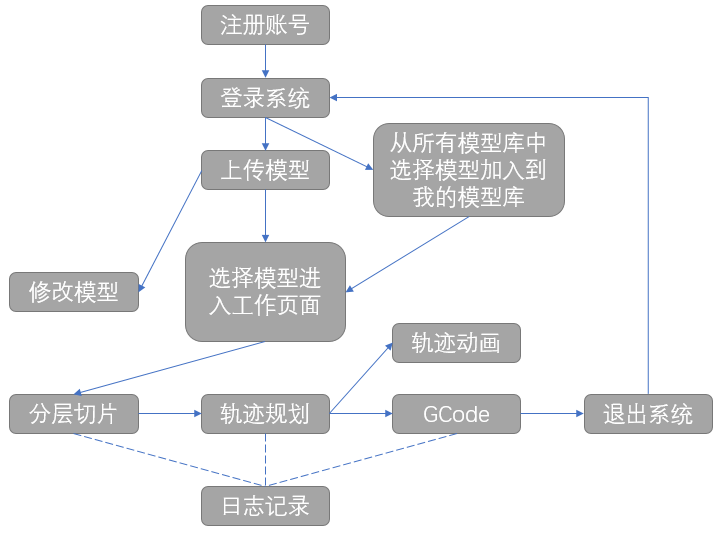 注册账号
登录系统
上传模型
从所有模型库中
选择模型加入到
我的模型库
选择模型进
入工作页面
修改模型
轨迹动画
分层切片
轨迹规划
GCode
退出系统
日志记录